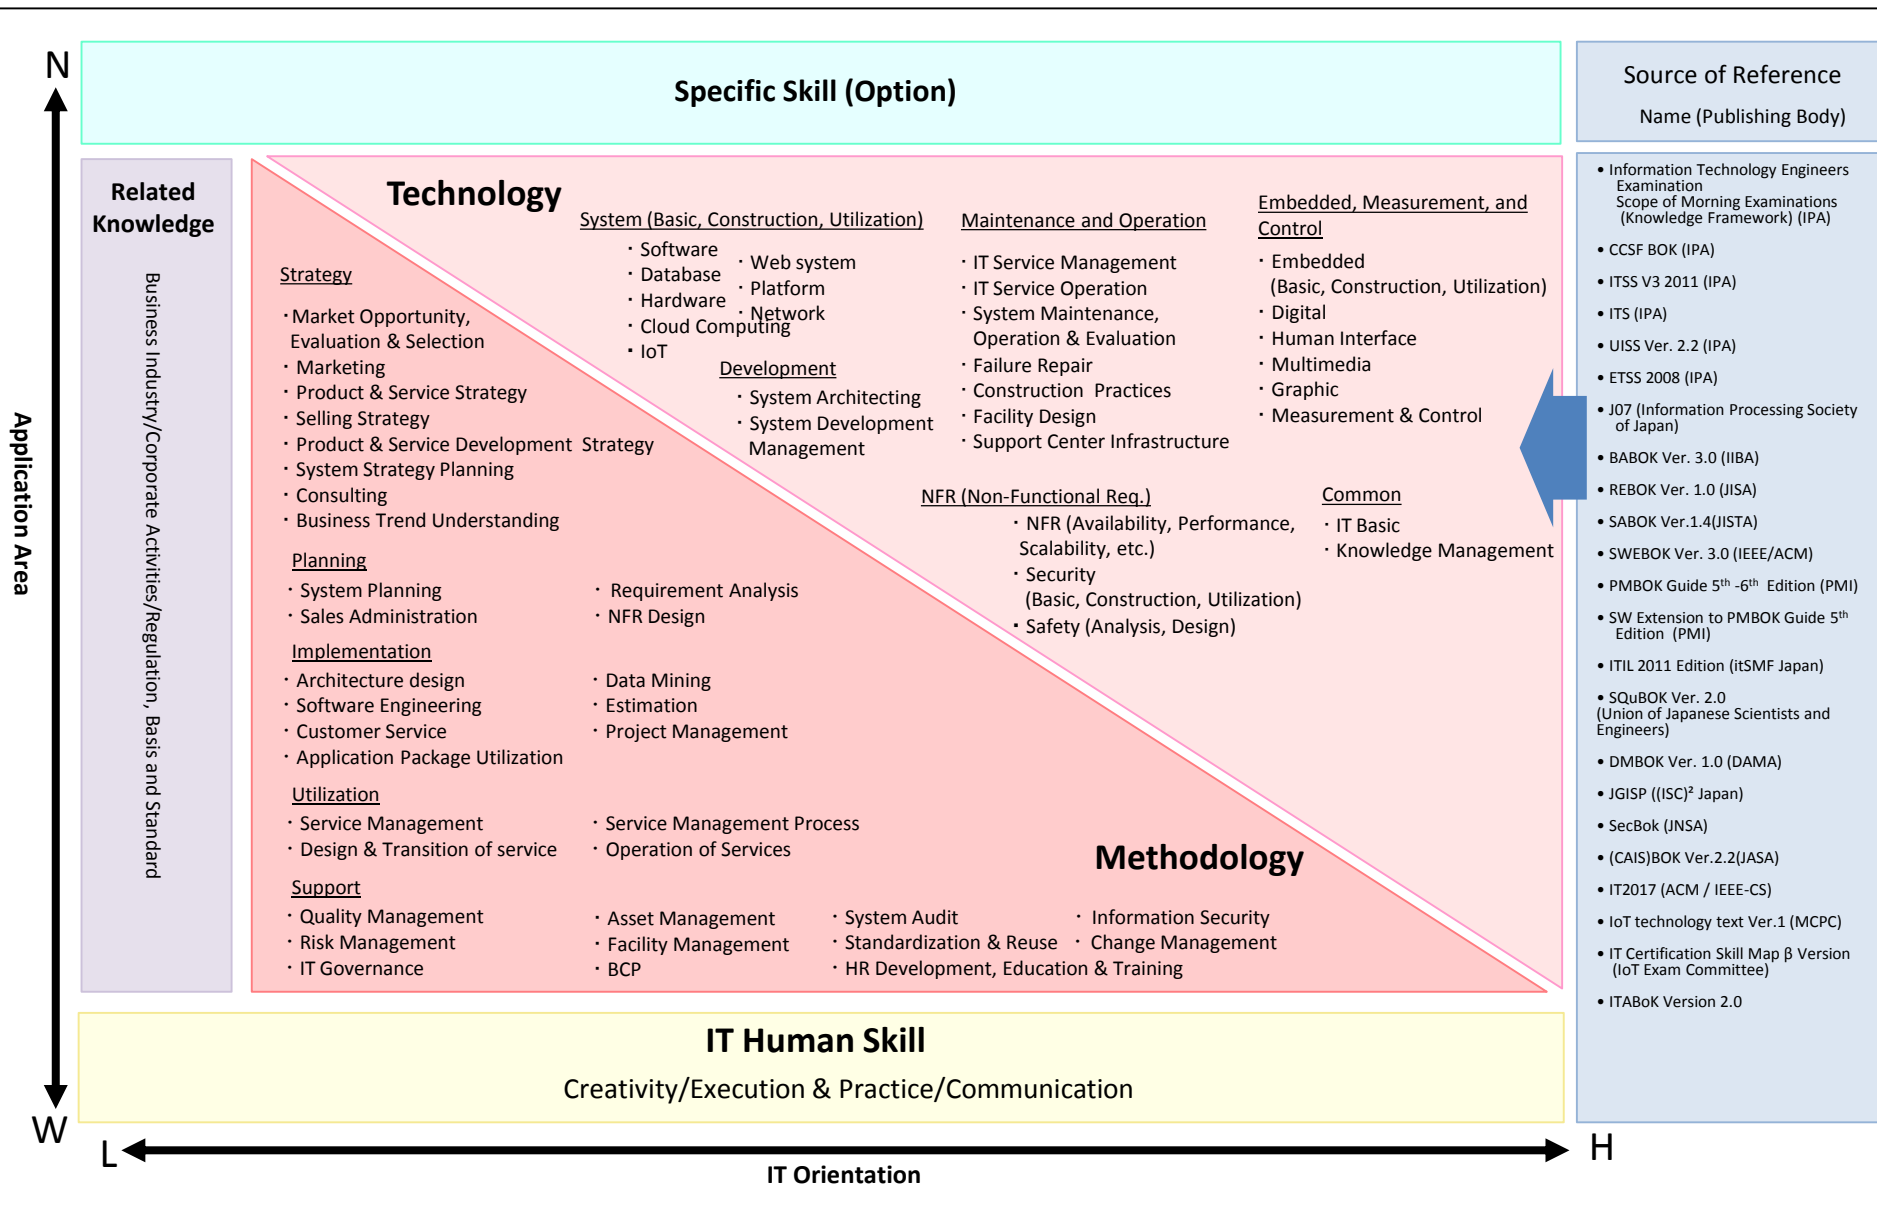 N
Specific Skill (Option)
Source of Reference
Name (Publishing Body)
Related
Knowledge
Business Industry/Corporate Activities/Regulation, Basis and Standard
Application Area
Technology
System (Basic, Construction, Utilization)
・Software
・Database
・Hardware
・Cloud Computing
・IoT
・Web system
・Platform
・Network
Development
・System Architecting
・System Development
Management
Maintenance and Operation
・IT Service Management
・IT Service Operation
・System Maintenance,
Operation & Evaluation
・Failure Repair
・Construction Practices
・Facility Design
・Support Center Infrastructure
Embedded, Measurement, and
Control
・Embedded
(Basic, Construction, Utilization)
・Digital
・Human Interface
・Multimedia
・Graphic
・Measurement & Control
NFR (Non-Functional Req.)
・NFR (Availability, Performance,
Scalability, etc.)
・Security
(Basic, Construction, Utilization)
・Safety (Analysis, Design)
Common
・IT Basic
・Knowledge Management
Strategy
・Market Opportunity,
Evaluation & Selection
・Marketing
・Product & Service Strategy
・Selling Strategy
・Product & Service Development Strategy
・System Strategy Planning
・Consulting
・Business Trend Understanding
Planning
・System Planning
・Sales Administration
・Requirement Analysis
・NFR Design
Implementation
・Architecture design
・Software Engineering
・Customer Service
・Application Package Utilization
・Data Mining
・Estimation
・Project Management
Utilization
・Service Management
・Design & Transition of service
・Service Management Process
・Operation of Services
Methodology
Support
・Quality Management
・Risk Management
・IT Governance
・Asset Management
・Facility Management
・BCP
・System Audit
・Standardization & Reuse
・HR Development, Education & Training
・Information Security
・Change Management
• Information Technology Engineers
Examination
Scope of Morning Examinations
(Knowledge Framework) (IPA)
• CCSF BOK (IPA)
• ITSS V3 2011 (IPA)
• ITS (IPA)
• UISS Ver. 2.2 (IPA)
• ETSS 2008 (IPA)
• J07 (Information Processing Society
of Japan)
• BABOK Ver. 3.0 (IIBA)
• REBOK Ver. 1.0 (JISA)
• SABOK Ver.1.4(JISTA)
• SWEBOK Ver. 3.0 (IEEE/ACM)
• PMBOK Guide 5th -6th Edition (PMI)
• SW Extension to PMBOK Guide 5th
Edition (PMI)
• ITIL 2011 Edition (itSMF Japan)
• SQuBOK Ver. 2.0
(Union of Japanese Scientists and
Engineers)
• DMBOK Ver. 1.0 (DAMA)
• JGISP ((ISC)² Japan)
• SecBok (JNSA)
• (CAIS)BOK Ver.2.2(JASA)
• IT2017 (ACM / IEEE-CS)
• IoT technology text Ver.1 (MCPC)
• IT Certification Skill Map β Version
(IoT Exam Committee)
• ITABoK Version 2.0
IT Human Skill
Creativity/Execution & Practice/Communication
W
L
H
IT Orientation